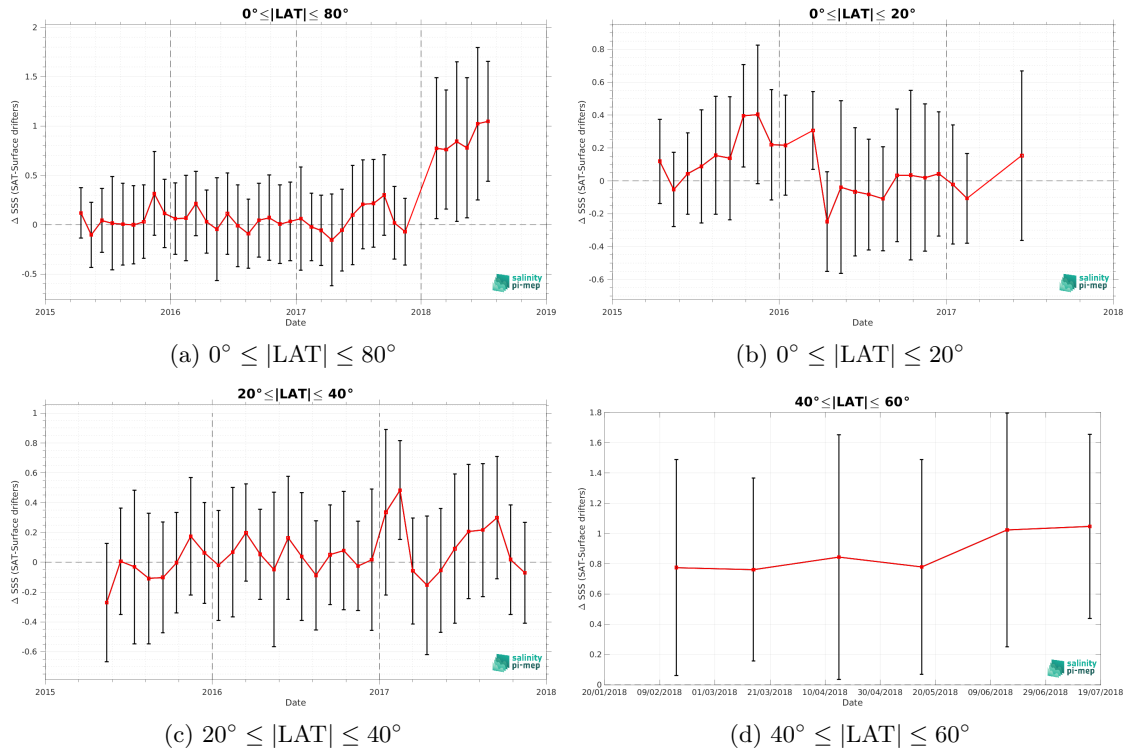 0°≤|LAT|≤ 80°
Δ SSS (SAT-Surface drifters)
2
1.5
1
0.5
0
-0.5
2015
2016
2017
2018
2019
Date
salinity
pi-mep
(a) 0° ≤ |LAT| ≤ 80°
0°≤|LAT|≤ 20°
Δ SSS (SAT-Surface drifters)
0.8
0.6
0.4
0.2
0
-0.2
-0.4
-0.6
2015
2016
2017
2018
Date
salinity
pi-mep
(b) 0° ≤ |LAT| ≤ 20°
20°≤|LAT|≤ 40°
Δ SSS (SAT-Surface drifters)
1
0.8
0.6
0.4
0.2
0
-0.2
-0.4
-0.6
2015
2016
2017
2018
Date
salinity
pi-mep
(c) 20° ≤ |LAT| ≤ 40°
40°≤|LAT|≤ 60°
Δ SSS (SAT-Surface drifters)
1.8
1.6
1.4
1.2
1
0.8
0.6
0.4
0.2
0
20/01/2018
09/02/2018
01/03/2018
21/03/2018
10/04/2018
30/04/2018
20/05/2018
09/06/2018
29/06/2018
19/07/2018
Date
salinity
pi-mep
(d) 40° ≤ |LAT| ≤ 60°